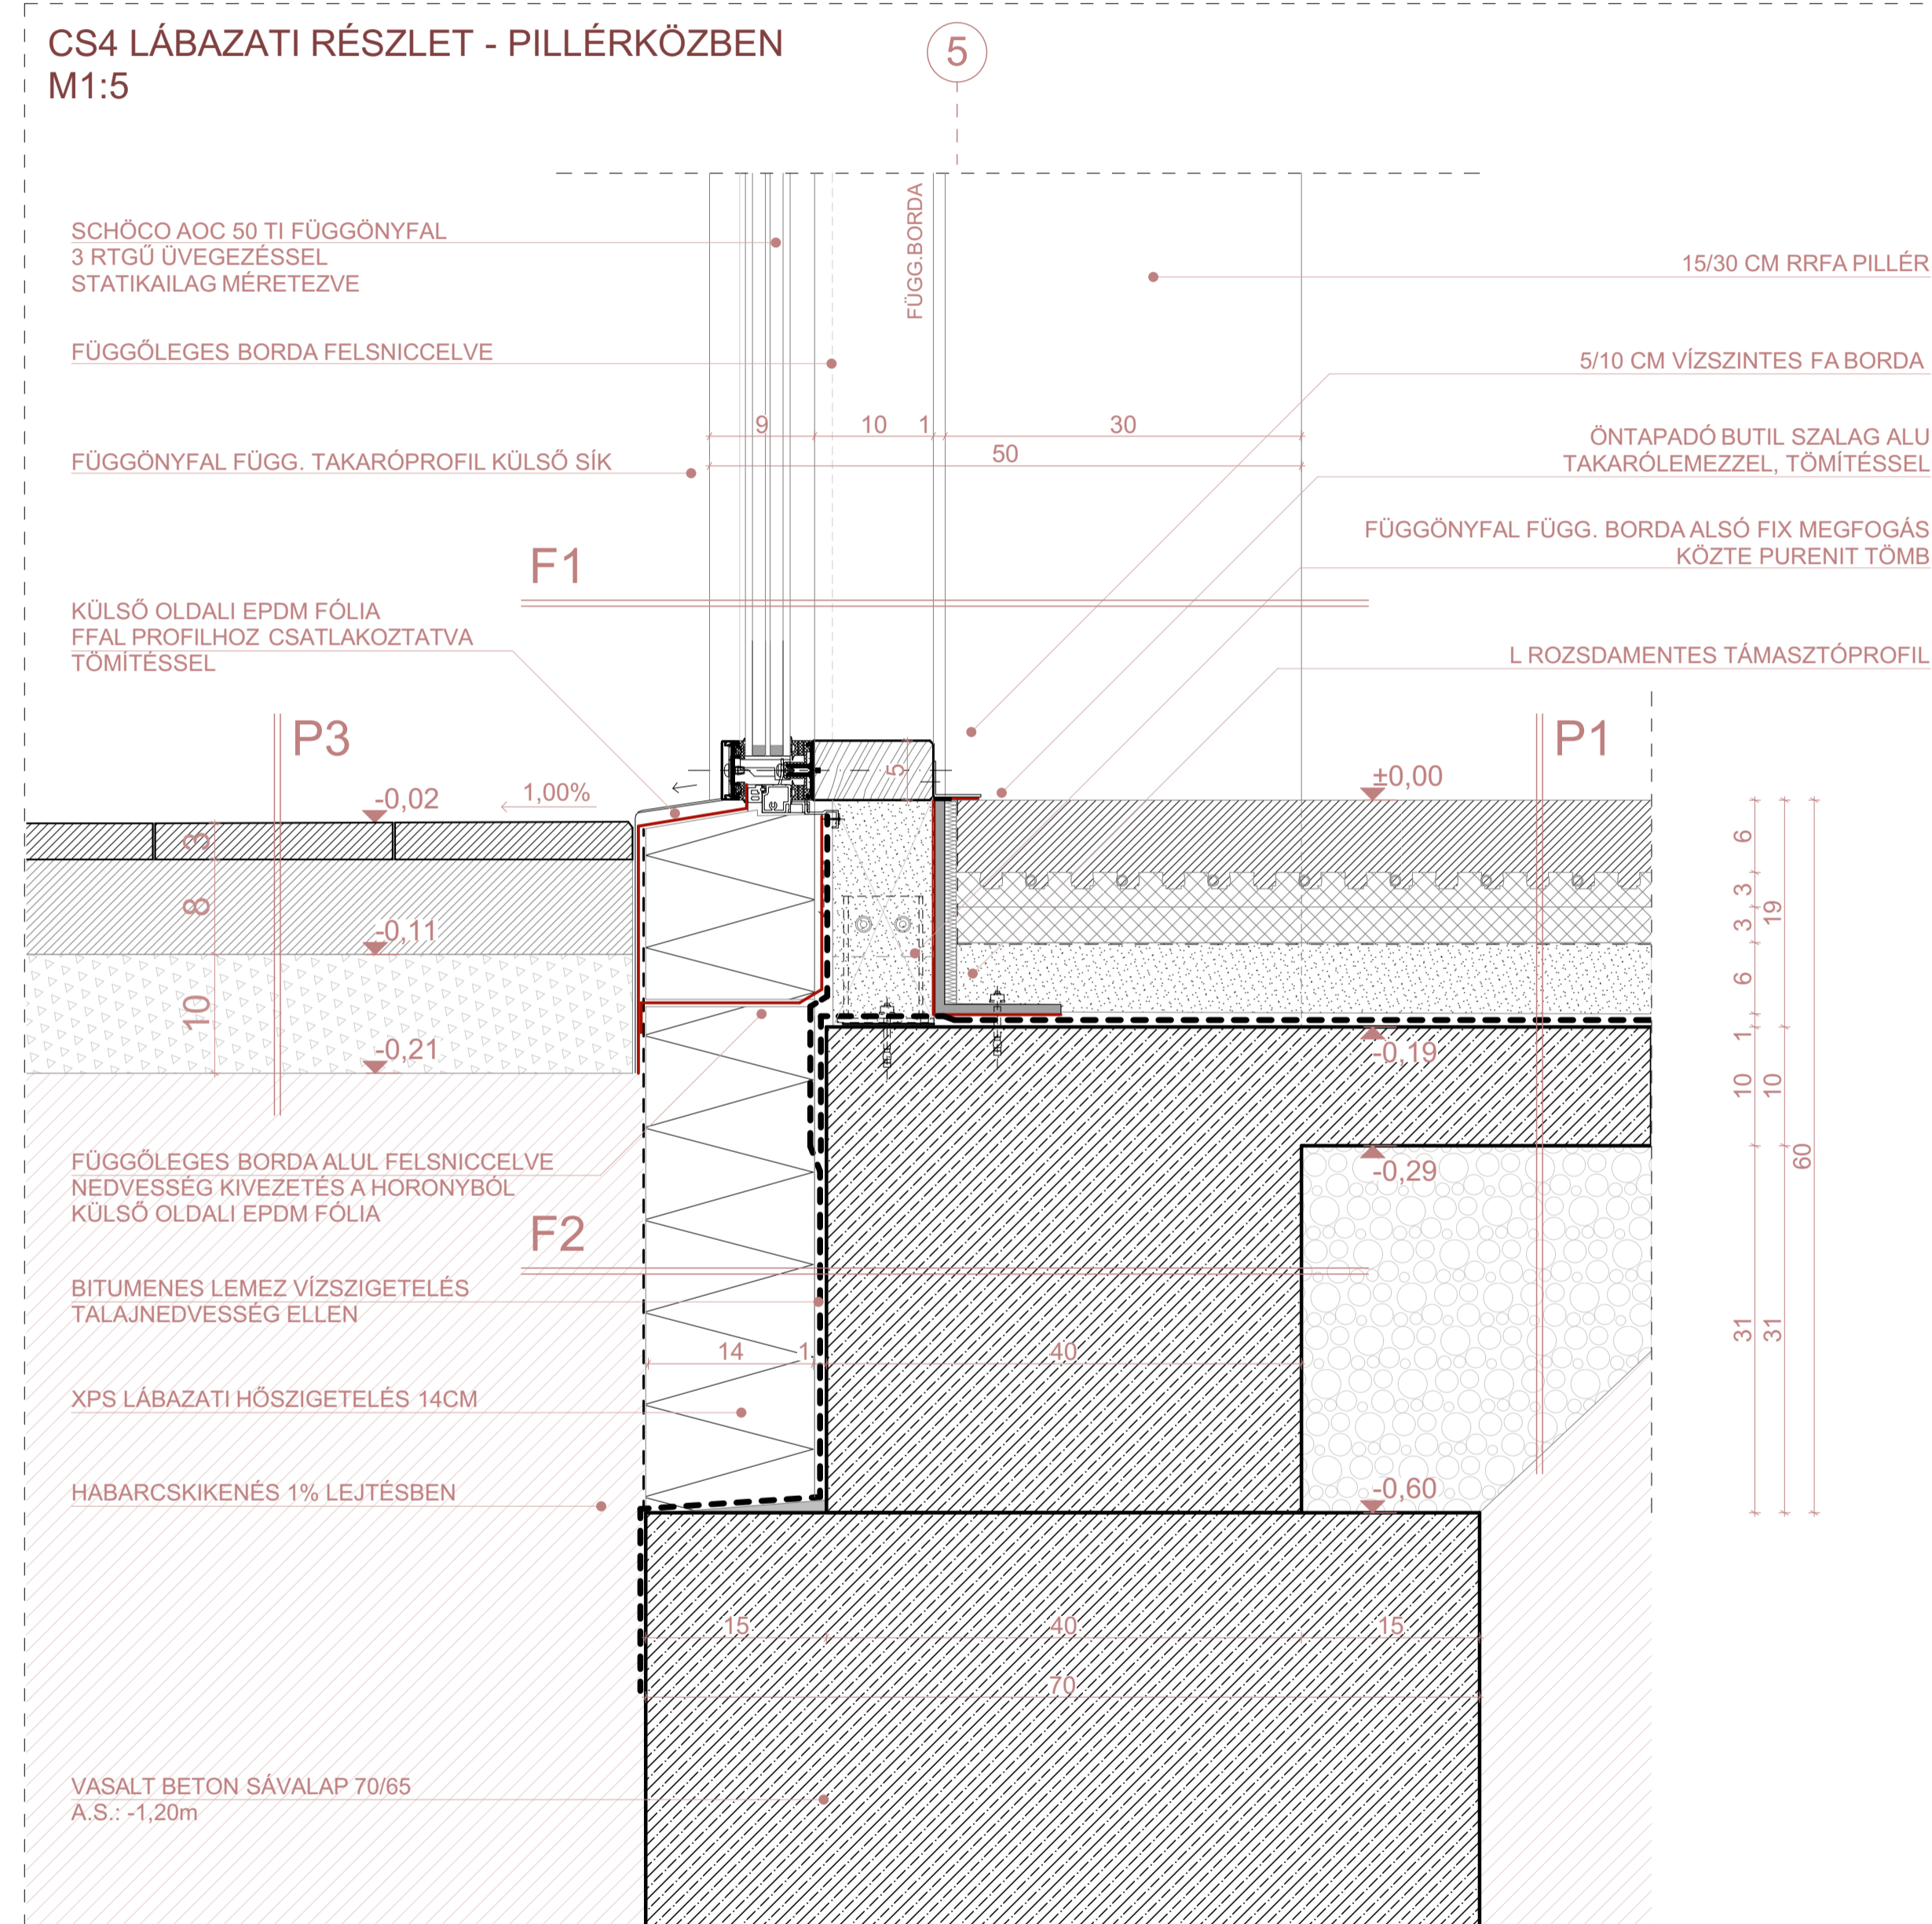 CS4 LÁBAZATI RÉSZLET - PILLÉRKÖZBEN
M1:5
5
SCHÖCO AOC 50 TI FÜGGÖNYFAL
3 RTGŰ ÜVEGEZÉSSEL
STATIKAILAG MÉRETEZVE
FÜGGŐLEGES BORDA FELSNICCELVE
FÜGGÖNYFAL FÜGG. TAKARÓPROFIL KÜLSŐ SÍK
FÜGG.BORDA
15/30 CM RRFA PILLÉR
5/10 CM VÍZSZINTES FA BORDA
ÖNTAPADÓ BUTIL SZALAG ALU
TAKARÓLEMEZZEL, TÖMÍTÉSSEL
FÜGGÖNYFAL FÜGG. BORDA ALSÓ FIX MEGFOGÁS
KÖZTE PURENIT TÖMB
L ROZSDAMENTES TÁMASZTÓPROFIL
9 10 1 30
50
F1
KÜLSŐ OLDALI EPDM FÓLIA
FFAL PROFILHOZ CSATLAKOZTATVA
TÖMÍTÉSSEL
P3
P1
-0,02
1,00%
5
±0,00
3
8
-0,11
10
-0,21
6
3
3
19
6
1
-0,19
10
10
-0,29
60
31
31
-0,60
FÜGGŐLEGES BORDA ALUL FELSNICCELVE
NEDVESSÉG KIVEZETÉS A HORONYBÓL
KÜLSŐ OLDALI EPDM FÓLIA
F2
BITUMENES LEMEZ VÍZSZIGETELÉS
TALAJNEDVESSÉG ELLEN
14 1 40
XPS LÁBAZATI HŐSZIGETELÉS 14CM
HABARCSKIKENÉS 1% LEJTÉSBEN
15 40 15
70
VASALT BETON SÁVALAP 70/65
A.S.: -1,20m